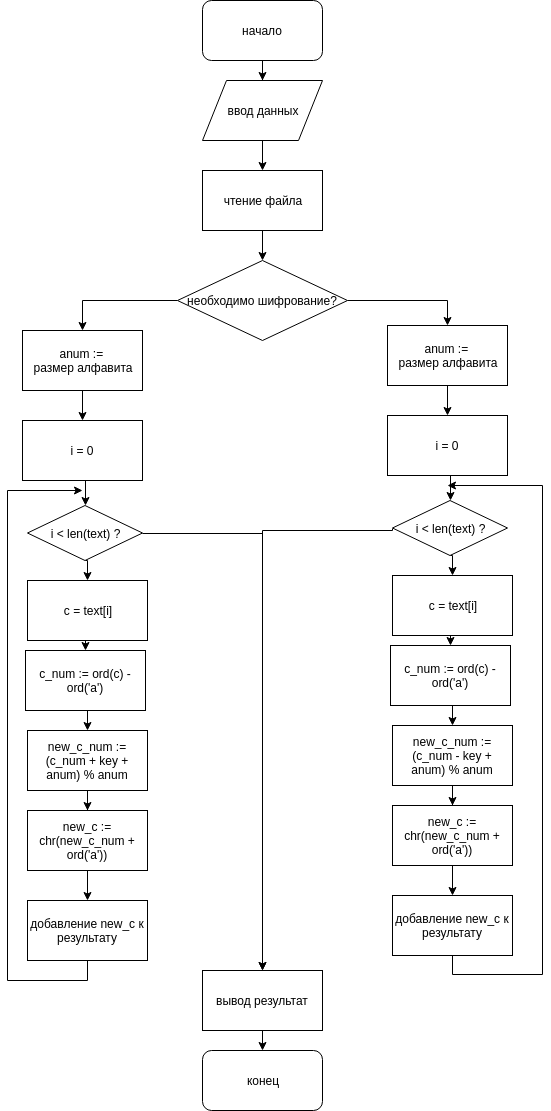 начало
ввод данных
чтение файла
необходимо шифрование?
anum :=
размер алфавита
i = 0
i < len(text) ?
c = text[i]
c_num := ord(c) -
ord('a')
new_c_num :=
(c_num + key +
anum) % anum
new_c :=
chr(new_c_num +
ord('a'))
добавление new_c к
результату
anum :=
размер алфавита
i = 0
i < len(text) ?
c = text[i]
c_num := ord(c) -
ord('a')
new_c_num :=
(c_num - key +
anum) % anum
new_c :=
chr(new_c_num +
ord('a'))
добавление new_c к
результату
вывод результат
конец